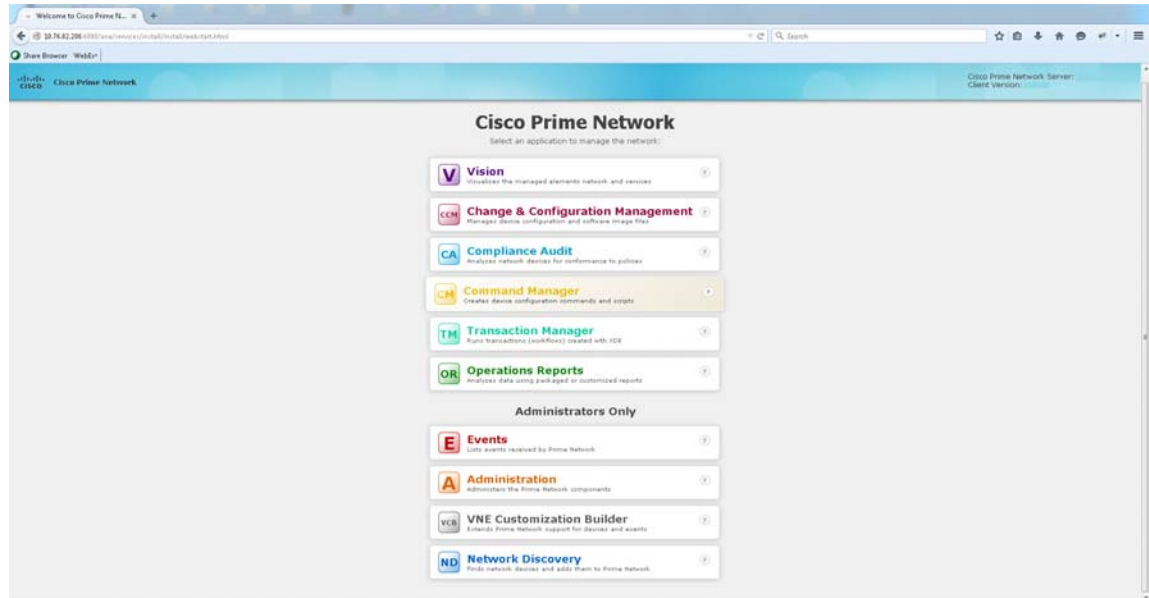 Welcome to Cisco Prime N...
10.76.82.206
Search
Share Browser WebEx
CISCO Cisco Prime Network
Cisco Prime Network Server:
Client Version:
Cisco Prime Network
Select an application to manage the network:
V Vision
Visualizes the managed elements network and services
CCM Change & Configuration Management
Manages device configuration and software image files
CA Compliance Audit
Analyzes network devices for conformance to policies
CM Command Manager
Creates device configuration commands and scripts
TM Transaction Manager
Runs transactions (workflows) created with XDE
OR Operations Reports
Analyzes data using packaged or customized reports
Administrators Only
E Events
Lists events received by Prime Network
A Administration
Administers the Prime Network components
VCB VNE Customization Builder
Extends Prime Network support for devices and events
ND Network Discovery
Finds network devices and adds them to Prime Network